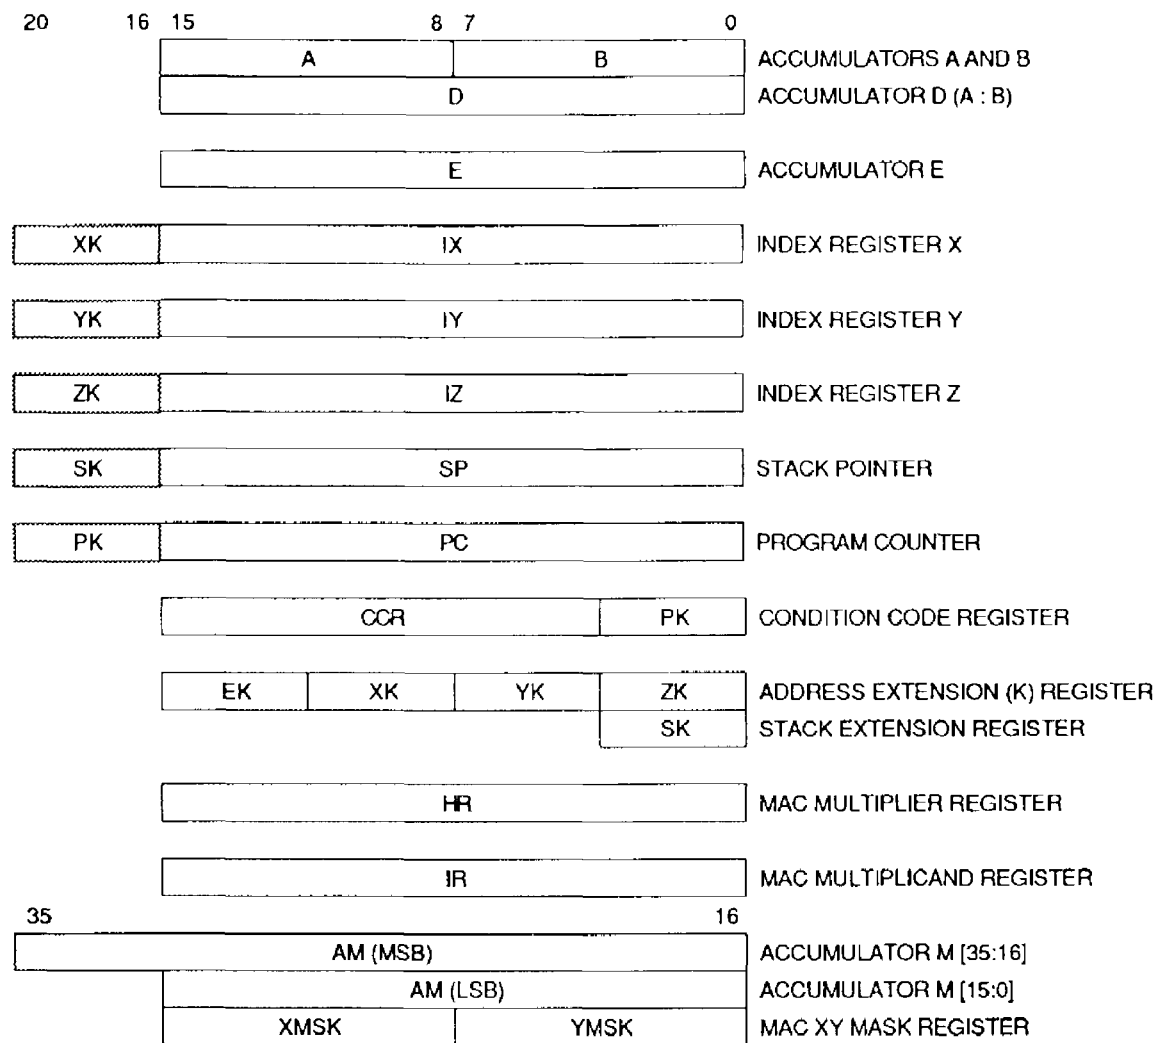 20 16 15 8 7 0
A B ACCUMULATORS A AND B
D ACCUMULATOR D (A : B)
E ACCUMULATOR E
XK IX INDEX REGISTER X
YK IY INDEX REGISTER Y
ZK IZ INDEX REGISTER Z
SK SP STACK POINTER
PK PC PROGRAM COUNTER
CCR PK CONDITION CODE REGISTER
EK XK YK ZK ADDRESS EXTENSION (K) REGISTER
SK STACK EXTENSION REGISTER
HR MAC MULTIPLIER REGISTER
IR MAC MULTIPLICAND REGISTER
35 16
AM (MSB) ACCUMULATOR M [35:16]
AM (LSB) ACCUMULATOR M [15:0]
XMSK YMSK MAC XY MASK REGISTER